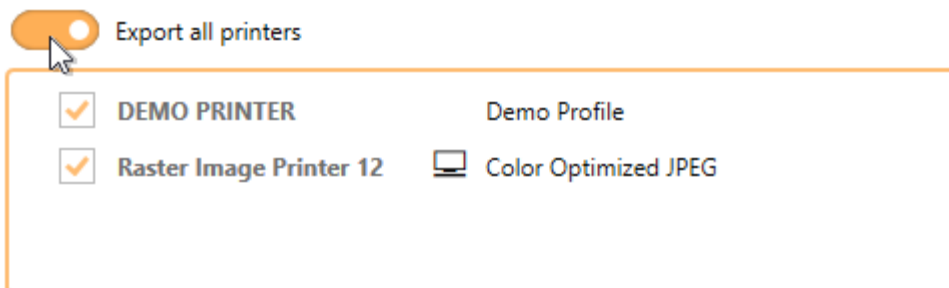 Export all printers
DEMO PRINTER Demo Profile
Raster Image Printer 12 Color Optimized JPEG